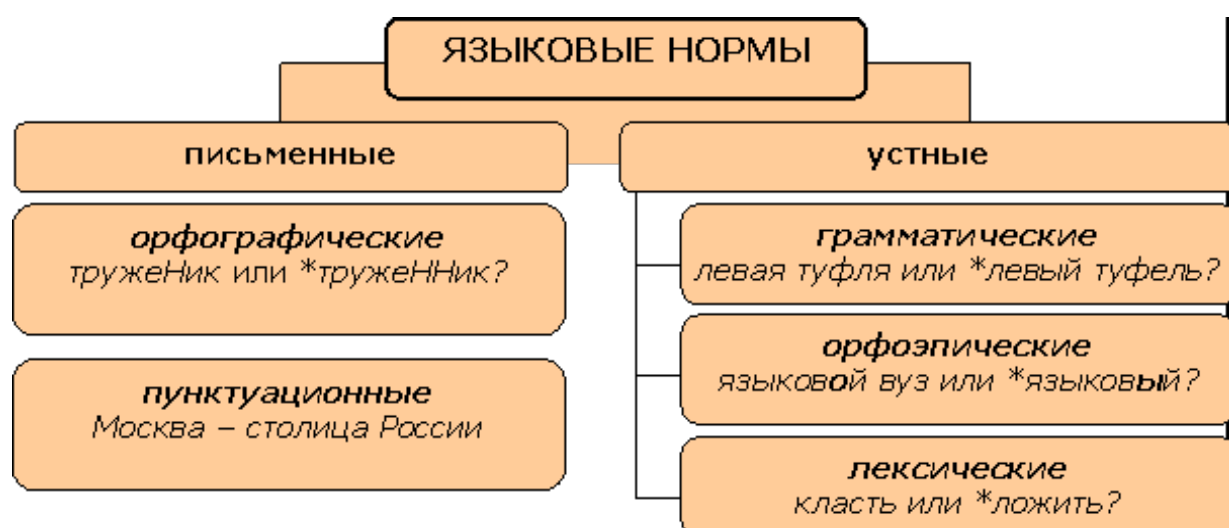 ЯЗЫКОВЫЕ НОРМЫ
письменные
орфографические
тружеНик или *тружеННик?
пунктуационные
Москва – столица России
устные
грамматические
левая туфля или *левый туфель?
орфоэпические
языковой вуз или *языковый?
лексические
класть или *ложить?